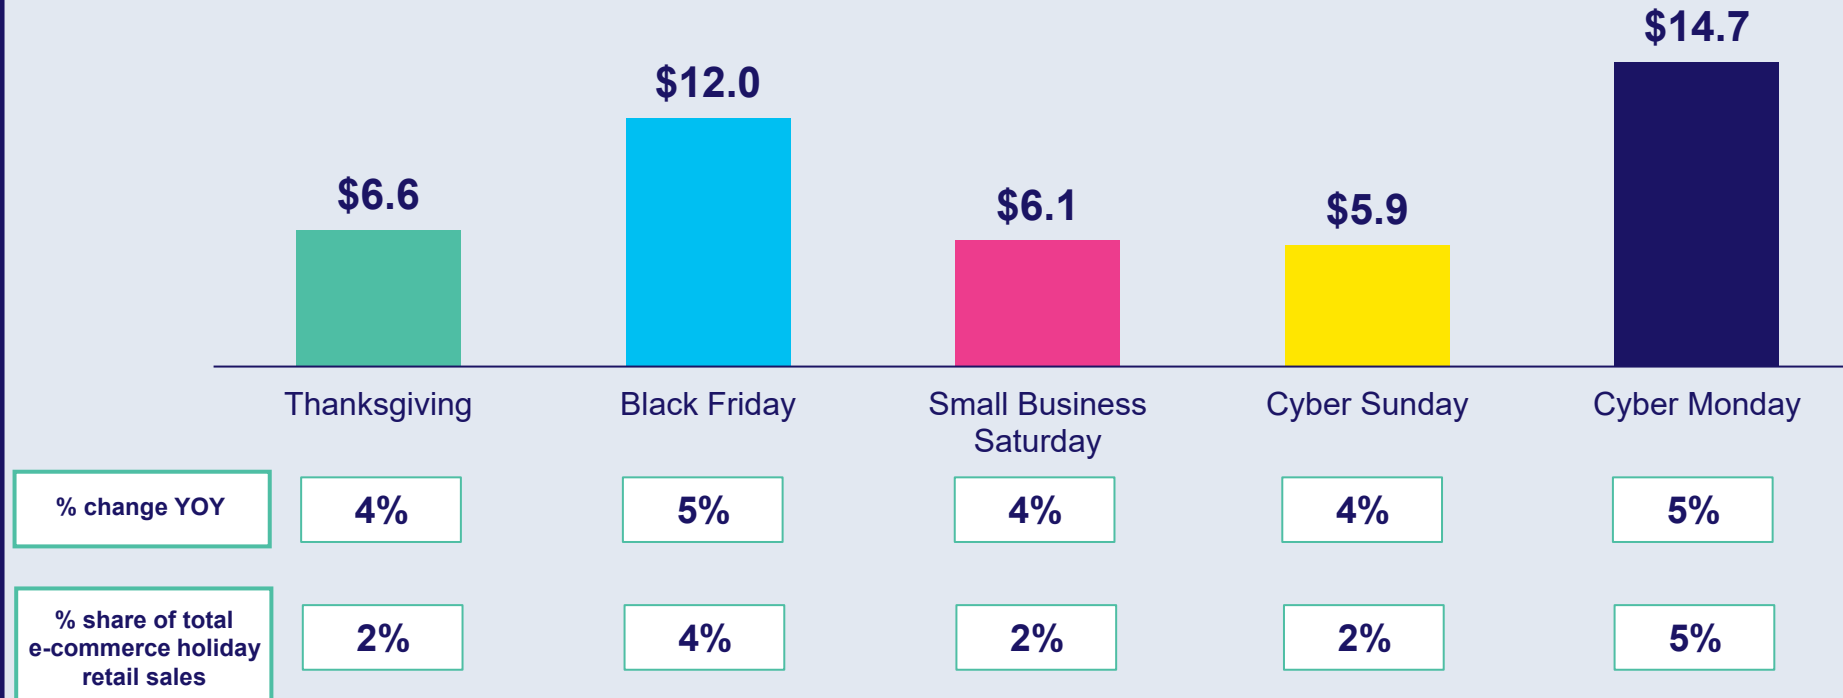 $14.7
$12.0
$6.6
$6.1
$5.9
Thanksgiving
Black Friday
Small Business
Saturday
Cyber Sunday
Cyber Monday
% change YOY
4%
5%
4%
4%
5%
% share of total
e-commerce holiday
retail sales
2%
4%
2%
2%
5%